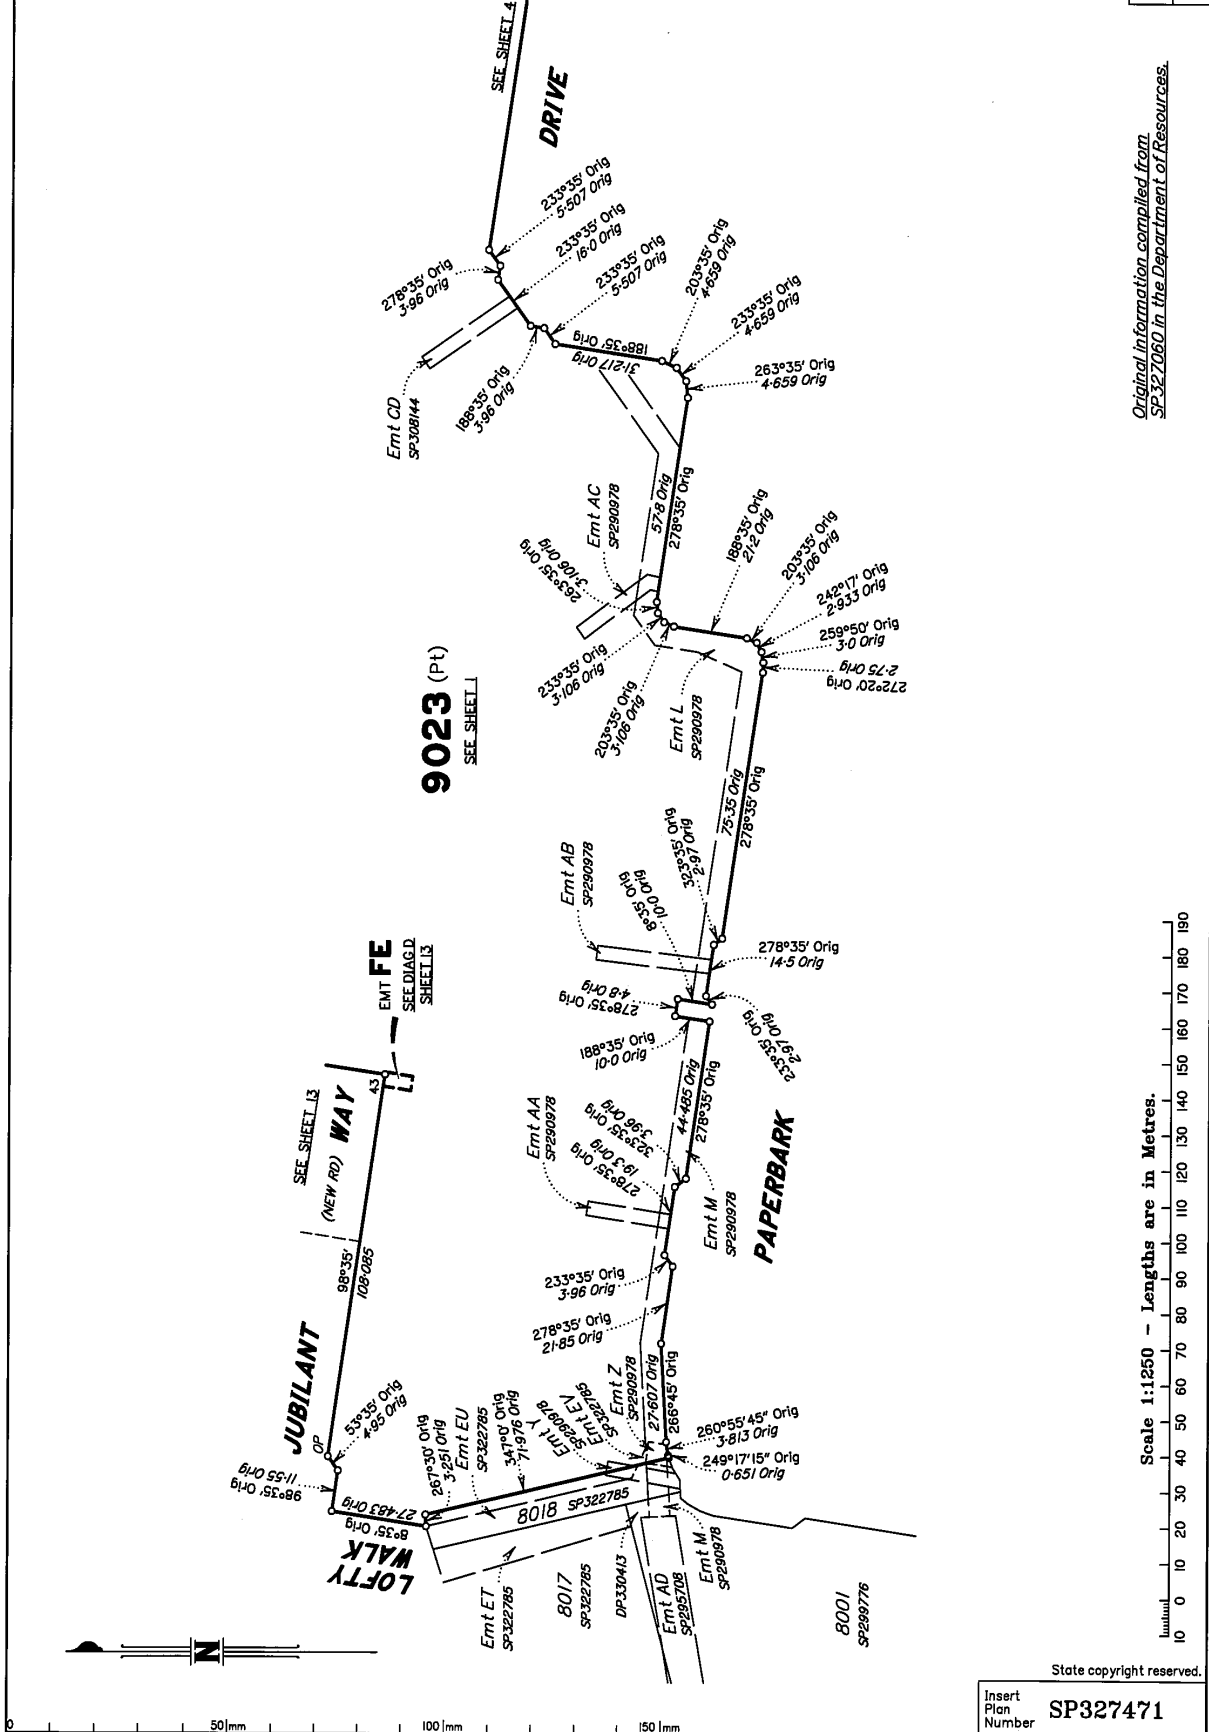 SEE SHEET 4
DRIVE
Original information compiled from
SP327060 in the Department of Resources.
233°35' Orig
5·507 Orig
233°35' Orig
16·0 Orig
233°35' Orig
5·507 Orig
278°35' Orig
3·96 Orig
203°35' Orig
4·659 Orig
233°35' Orig
4·659 Orig
263°35' Orig
4·659 Orig
188°35' Orig
31·217 Orig
188°35' Orig
3·96 Orig
Emt CD
SP308144
57·8 Orig
278°35' Orig
Emt AC
SP290978
263°35' Orig
3·106 Orig
188°35' Orig
21·2 Orig
203°35' Orig
3·106 Orig
242°17' Orig
2·933 Orig
259°50' Orig
3·0 Orig
272°20' Orig
2·75 Orig
233°35' Orig
3·106 Orig
203°35' Orig
3·106 Orig
Emt L
SP290978
9023 (Pt)
SEE SHEET 1
75·35 Orig
278°35' Orig
323°35' Orig
2·97 Orig
8°35' Orig
10·0 Orig
Emt AB
SP290978
278°35' Orig
14·5 Orig
278°35' Orig
4·8 Orig
233°35' Orig
2·97 Orig
188°35' Orig
10·0 Orig
EMT FE
SEE DIAG D
SHEET 13
43
SEE SHEET 13
(NEW RD) WAY
44·485 Orig
278°35' Orig
323°35' Orig
3·96 Orig
278°35' Orig
19·3 Orig
Emt AA
SP290978
Emt M
SP290978
PAPERBARK
98°35'
108·085
233°35' Orig
3·96 Orig
278°35' Orig
21·85 Orig
JUBILANT
OP
53°35' Orig
4·95 Orig
98°35' Orig
11·55 Orig
8°35' Orig
27·483 Orig
267°30' Orig
3·251 Orig
Emt EU
SP322785
347°0' Orig
71·976 Orig
Emt Y
SP290978
Emt EV
SP322785
Emt Z
SP290978
27·607 Orig
266°45' Orig
260°55'45" Orig
3·813 Orig
249°17'15" Orig
0·651 Orig
LOFTY
WALK
8018 SP322785
Emt ET
SP322785
8017
SP322785
DP330413
Emt AD
SP295708
Emt M
SP290978
8001
SP299776
N
Scale 1:1250 – Lengths are in Metres.
10 0 10 20 30 40 50 60 70 80 90 100 110 120 130 140 150 160 170 180 190
State copyright reserved.
Insert
Plan
Number
SP327471
0 50|mm 100|mm 150|mm